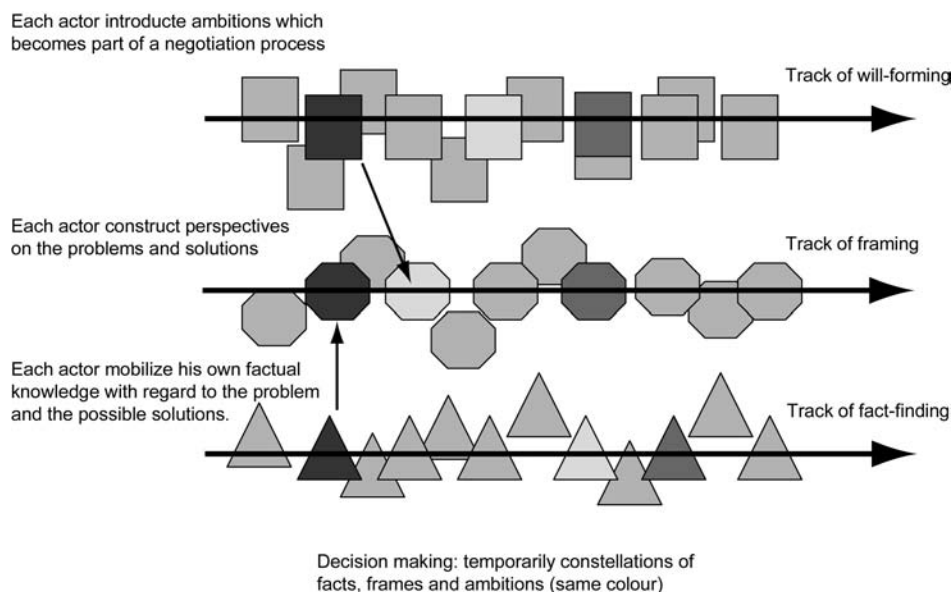 Each actor introducte ambitions which
becomes part of a negotiation process
Track of will-forming
Each actor construct perspectives
on the problems and solutions
Track of framing
Each actor mobilize his own factual
knowledge with regard to the problem
and the possible solutions.
Track of fact-finding
Decision making: temporarily constellations of
facts, frames and ambitions (same colour)